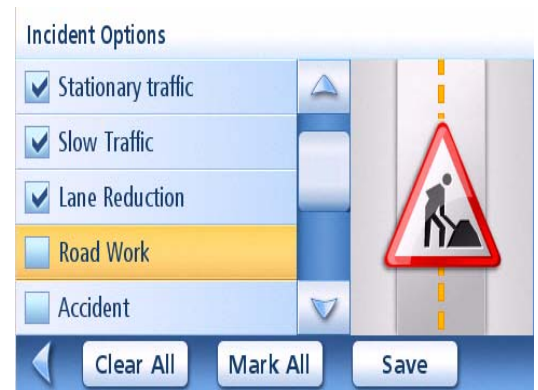 Incident Options
Stationary traffic
Slow Traffic
Lane Reduction
Road Work
Accident
Clear All
Mark All
Save